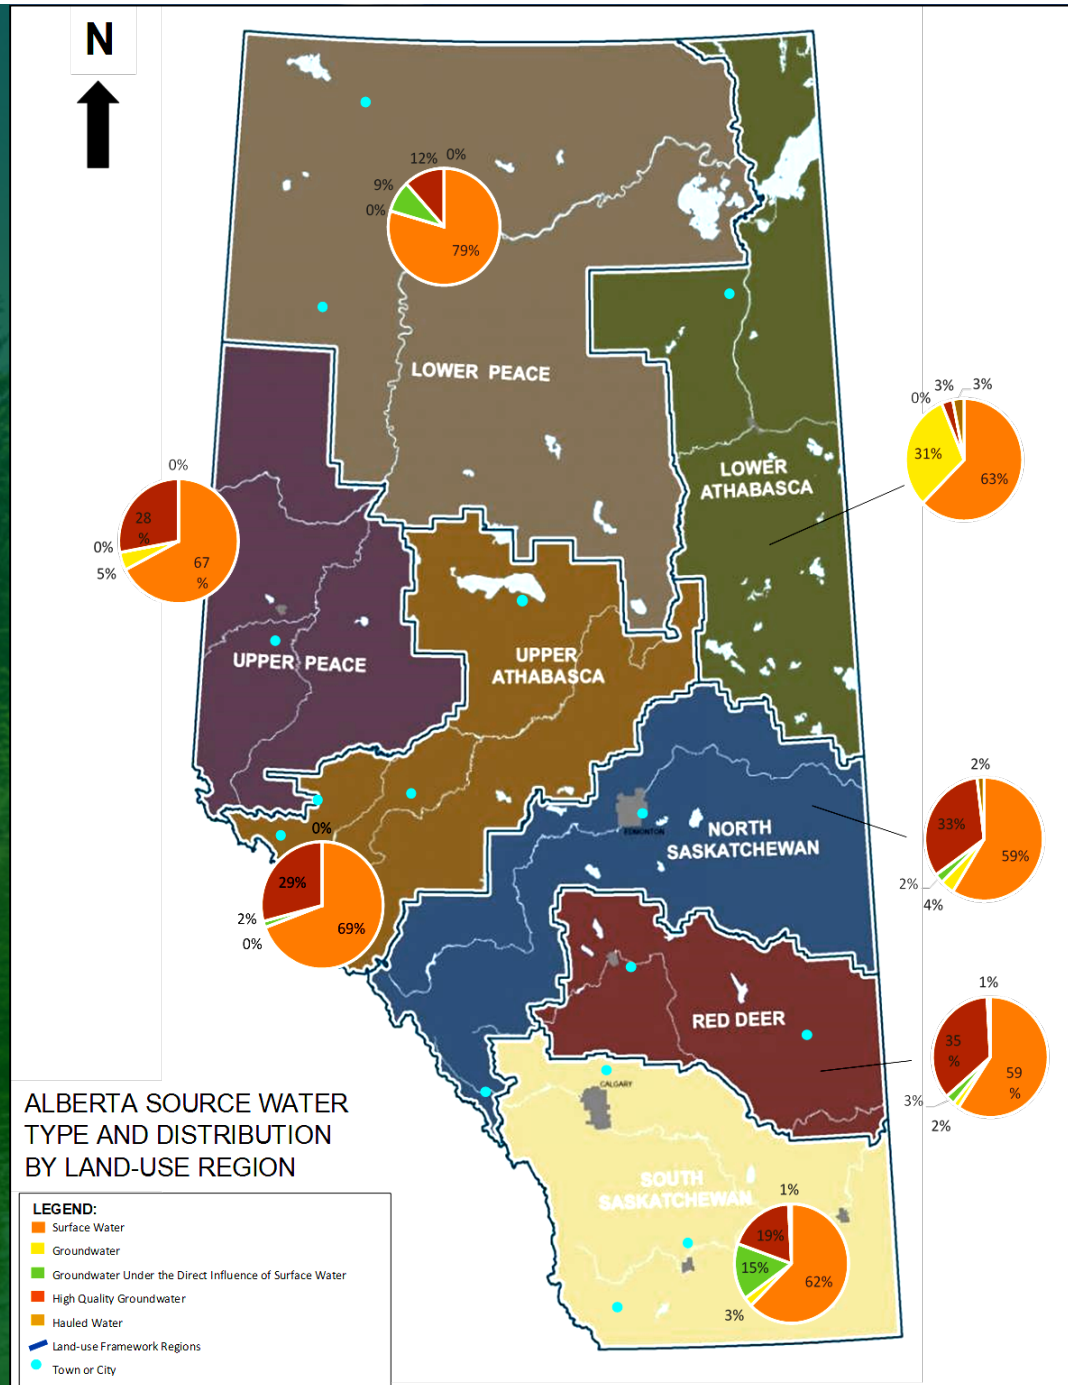 N
12%
0%
9%
0%
79%
LOWER PEACE
0%
3%
3%
31%
63%
LOWER
ATHABASCA
0%
28
%
0%
5%
67
%
UPPER PEACE
UPPER
ATHABASCA
0%
29%
2%
0%
69%
EDMONTON
NORTH
SASKATCHEWAN
2%
33%
59%
2%
4%
RED DEER
1%
35
%
59
%
3%
2%
CALGARY
SOUTH
SASKATCHEWAN
1%
19%
15%
62%
3%
ALBERTA SOURCE WATER
TYPE AND DISTRIBUTION
BY LAND-USE REGION
LEGEND:
Surface Water
Groundwater
Groundwater Under the Direct Influence of Surface Water
High Quality Groundwater
Hauled Water
Land-use Framework Regions
Town or City